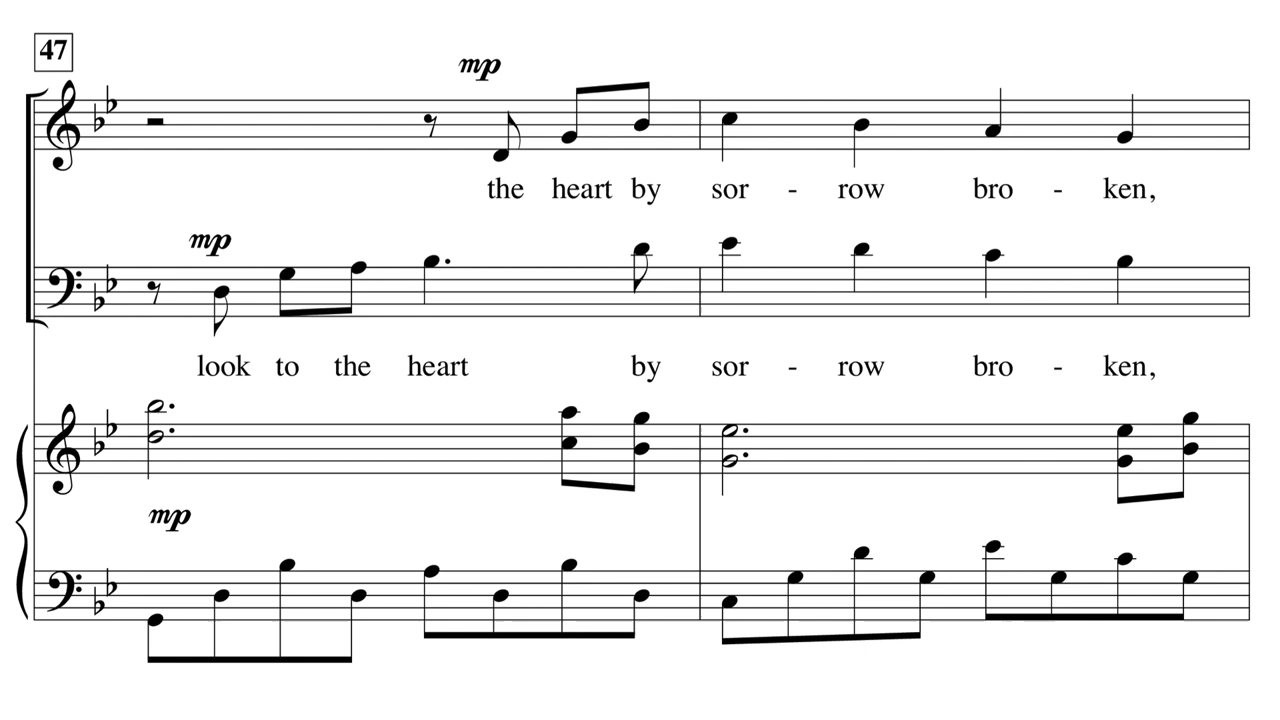 47
mp
the heart by sor - row bro - ken,
mp
look to the heart by sor - row bro - ken,
mp